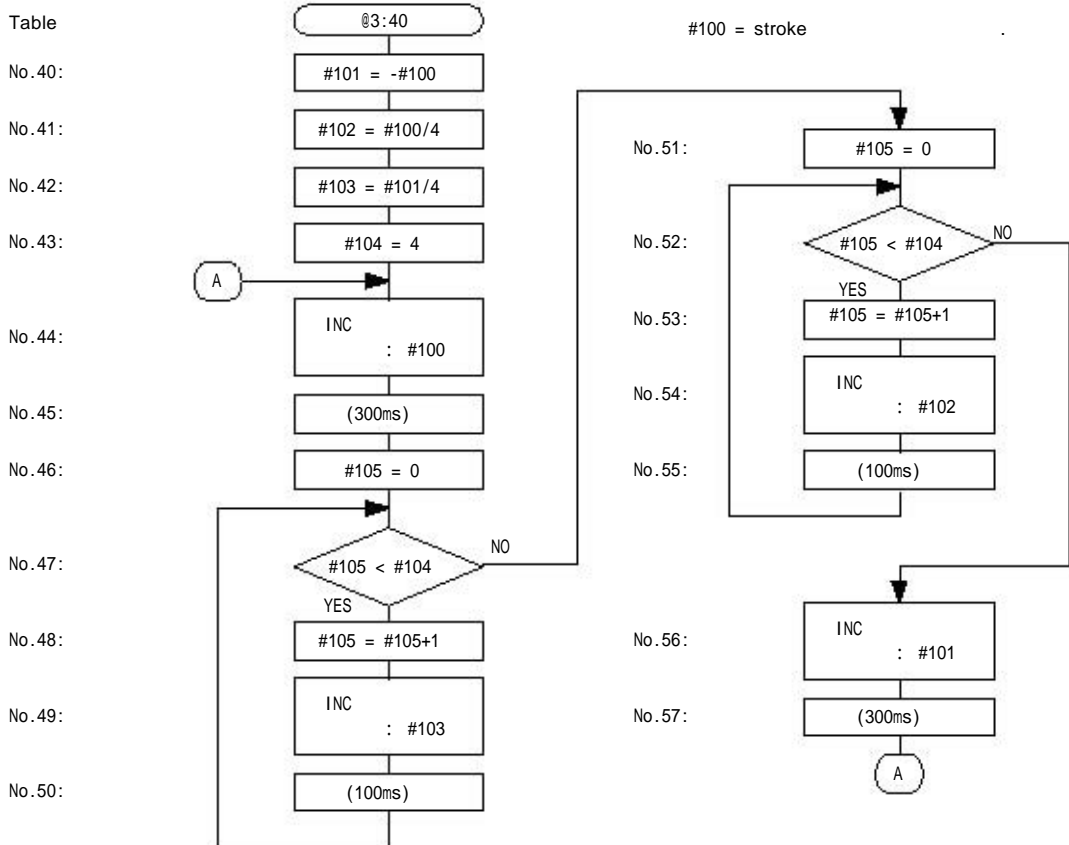 Table
@3:40
#100 = stroke .
No.40:
#101 = -#100
No.41:
#102 = #100/4
No.42:
#103 = #101/4
No.43:
#104 = 4
A
No.44:
INC
: #100
No.45:
(300ms)
No.46:
#105 = 0
No.47:
#105 < #104
NO
YES
No.48:
#105 = #105+1
No.49:
INC
: #103
No.50:
(100ms)
No.51:
#105 = 0
No.52:
#105 < #104
NO
YES
No.53:
#105 = #105+1
No.54:
INC
: #102
No.55:
(100ms)
No.56:
INC
: #101
No.57:
(300ms)
A